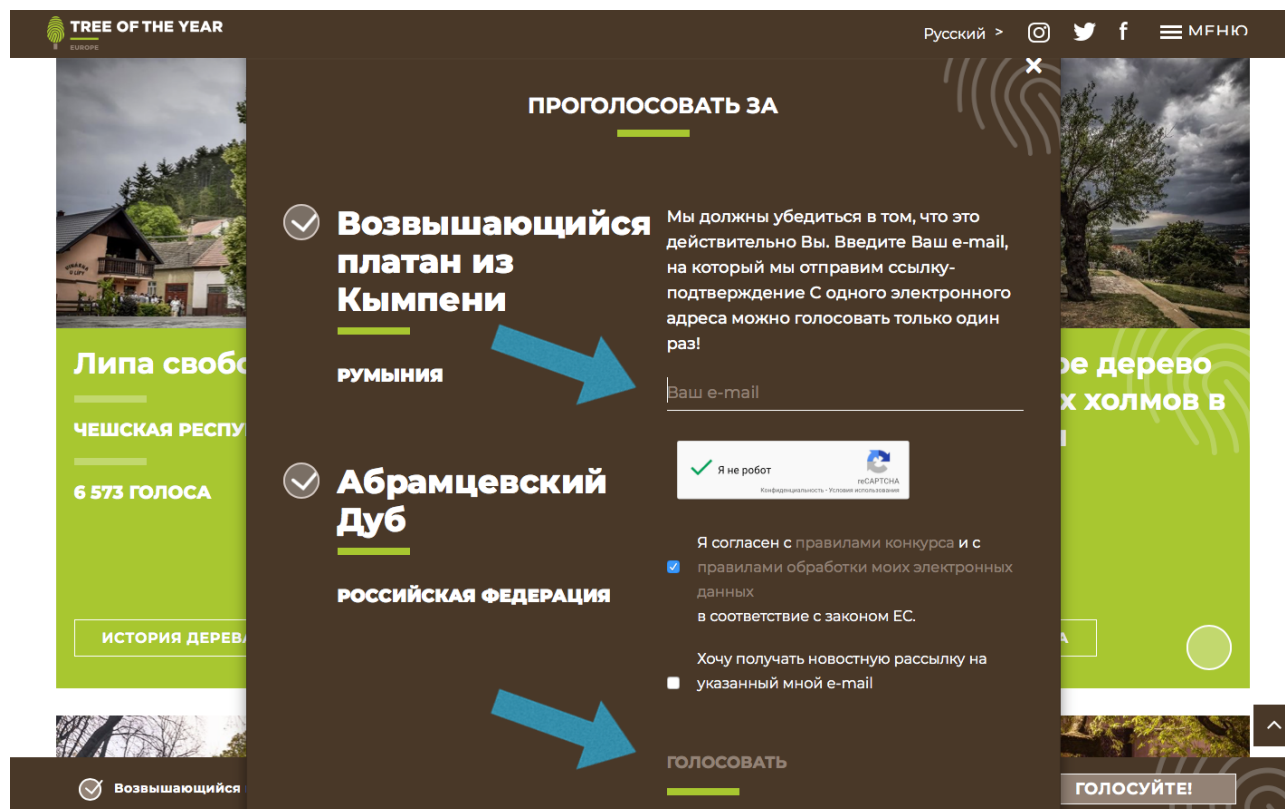 TREE OF THE YEAR
EUROPE
Русский >
МЕНЮ
ПРОГОЛОСОВАТЬ ЗА
Возвышающийся
платан из
Кымпени
РУМЫНИЯ
Абрамцевский
Дуб
РОССИЙСКАЯ ФЕДЕРАЦИЯ
Мы должны убедиться в том, что это
действительно Вы. Введите Ваш e-mail,
на который мы отправим ссылку-
подтверждение С одного электронного
адреса можно голосовать только один
раз!
Ваш e-mail
Я не робот
reCAPTCHA
Конфиденциальность - Условия использования
Я согласен с правилами конкурса и с
правилами обработки моих электронных
данных
в соответствие с законом ЕС.
Хочу получать новостную рассылку на
указанный мной e-mail
ГОЛОСОВАТЬ
Липа своб
ЧЕШСКАЯ РЕСПУ
6 573 ГОЛОСА
ИСТОРИЯ ДЕРЕВ
дерево
холмов в
Возвышающийся
ГОЛОСУЙТЕ!